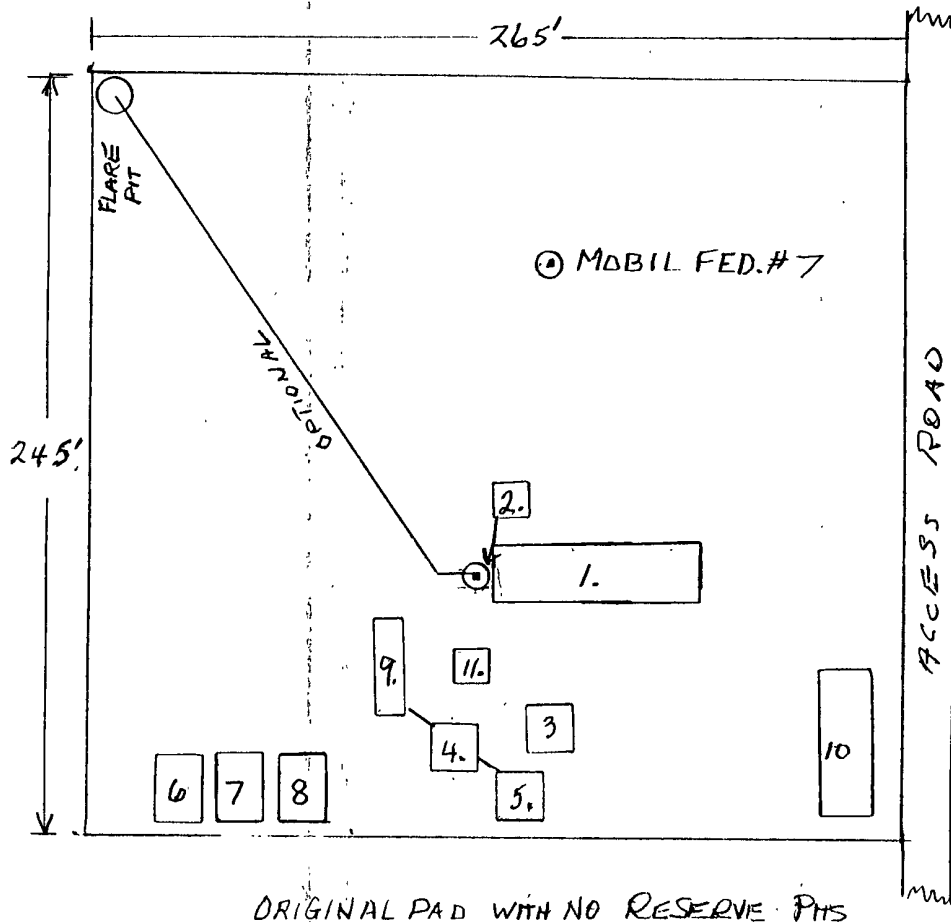 265'
FLARE
PIT
MOBIL FED. #7
OPTIONAL
ACCESS ROAD
245'
2.
1.
9.
11.
3
4.
10
6
7
8
5.
ORIGINAL PAD WITH NO RESERVE PITS